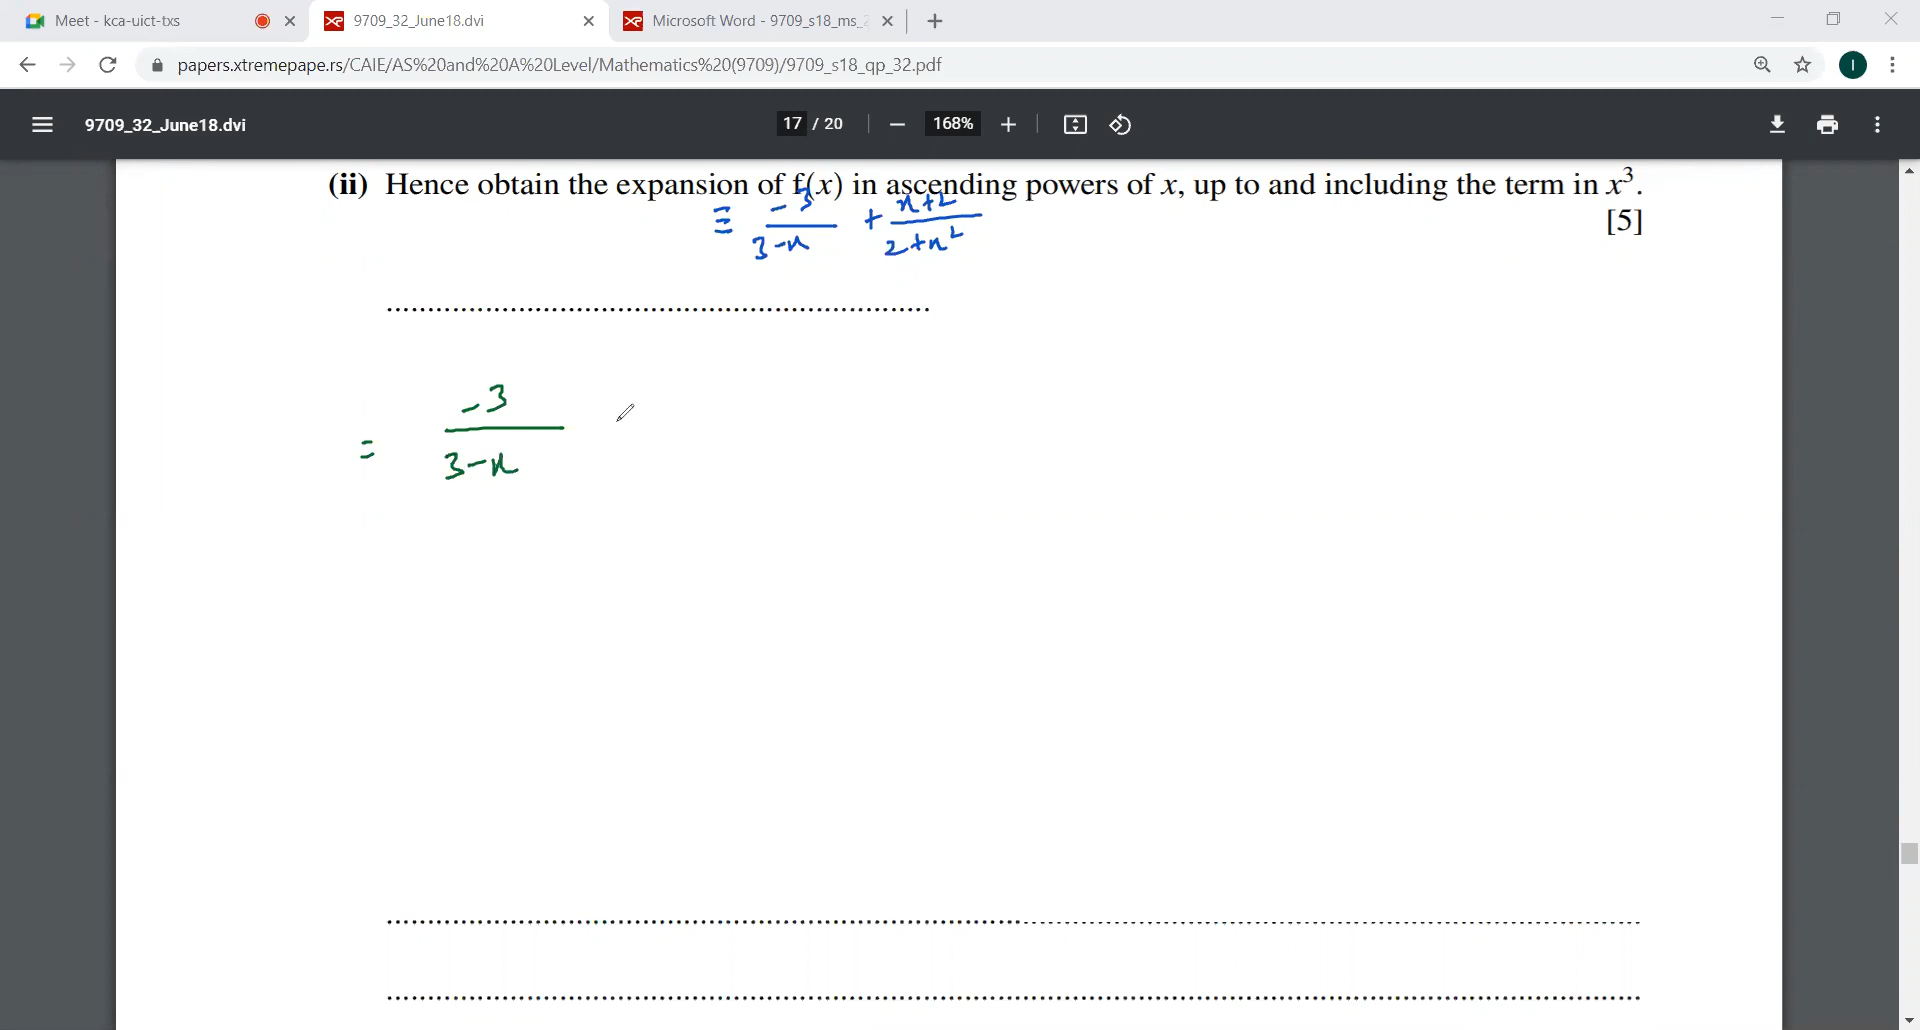 Meet - kca-uict-txs
9709_32_June18.dvi
Microsoft Word - 9709_s18_ms_
papers.xtremepape.rs/CAIE/AS%20and%20A%20Level/Mathematics%20(9709)/9709_s18_qp_32.pdf
I
9709_32_June18.dvi
17 / 20
168%
(ii) Hence obtain the expansion of f(x) in ascending powers of x, up to and including the term in x³.
[5]
≡ -3/(3-x) + (x+2)/(2+x²)
= -3/(3-x)